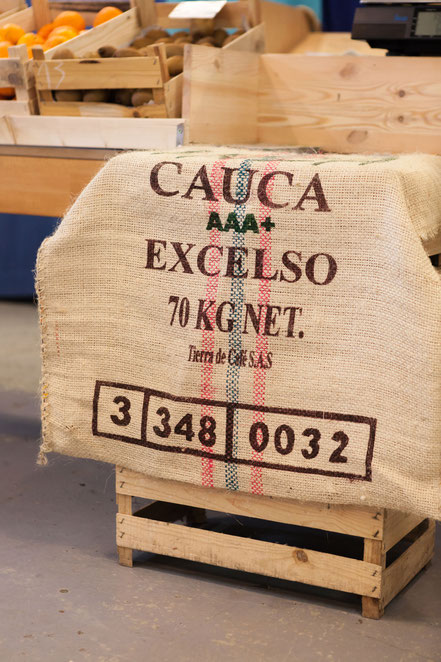 CAUCA
AAA+
EXCELSO
70 KG NET.
Tierra de Café S.A.S
3 348 0032